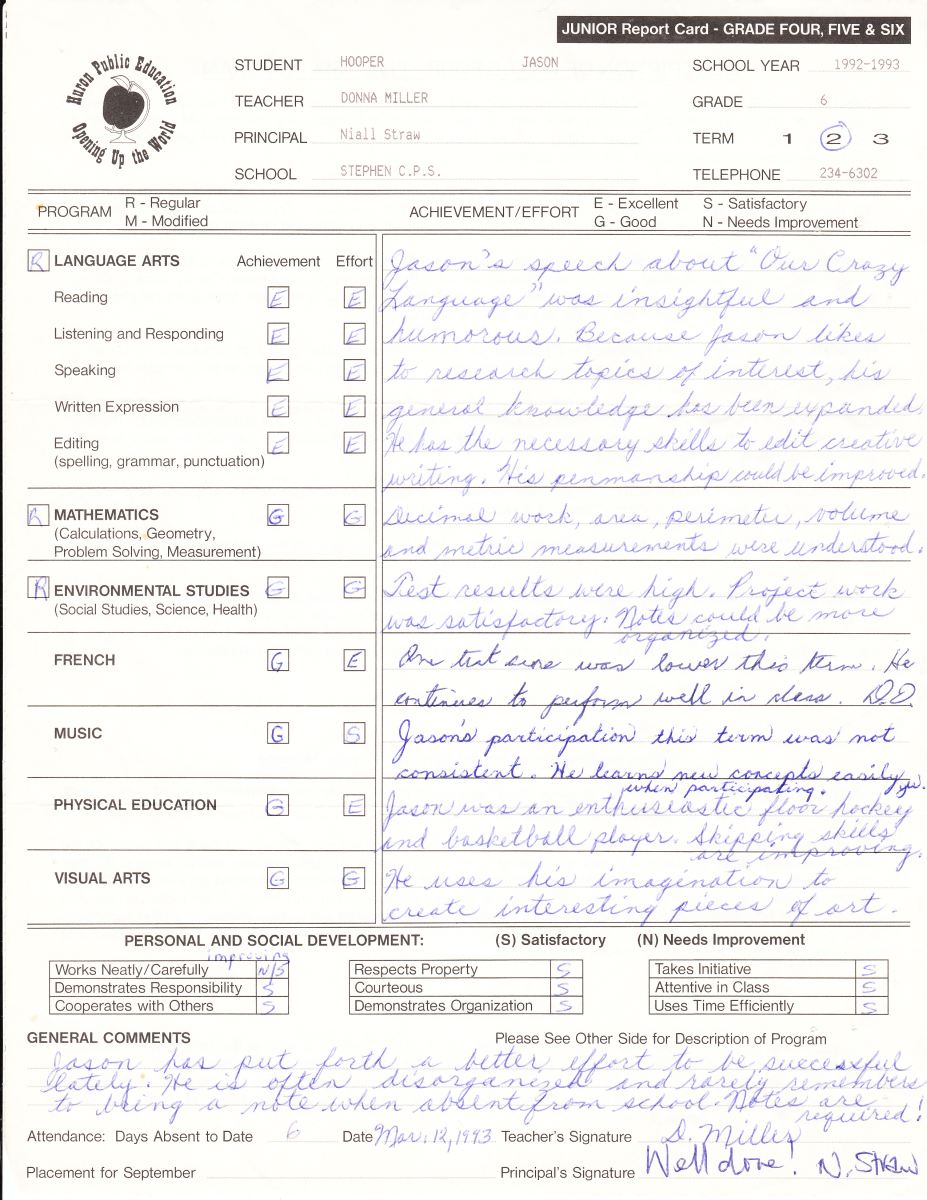 JUNIOR Report Card - GRADE FOUR, FIVE & SIX
Huron Public Education
Opening Up the World
STUDENT HOOPER JASON SCHOOL YEAR 1992-1993
TEACHER DONNA MILLER GRADE 6
PRINCIPAL Niall Straw TERM 1 2 3
SCHOOL STEPHEN C.P.S. TELEPHONE 234-6302
PROGRAM R - Regular
M - Modified
ACHIEVEMENT/EFFORT E - Excellent S - Satisfactory
G - Good N - Needs Improvement
R LANGUAGE ARTS Achievement Effort
Reading E E
Listening and Responding E E
Speaking E E
Written Expression E E
Editing E E
(spelling, grammar, punctuation)
Jason's speech about "Our Crazy
Language" was insightful and
humorous. Because Jason likes
to research topics of interest, his
general knowledge has been expanded.
He has the necessary skills to edit creative
writing. His penmanship could be improved.
R MATHEMATICS G G
(Calculations, Geometry,
Problem Solving, Measurement)
Decimal work, area, perimeter, volume
and metric measurements were understood.
R ENVIRONMENTAL STUDIES G G
(Social Studies, Science, Health)
Test results were high. Project work
was satisfactory. Notes could be more
organized.
FRENCH G E
One test score was lower this term. He
continues to perform well in class. D.D.
MUSIC G S
Jason's participation this term was not
consistent. He learns new concepts easily
when participating.
PHYSICAL EDUCATION G E
Jason was an enthusiastic floor hockey
and basketball player. Skipping skills
are improving.
VISUAL ARTS G G
He uses his imagination to
create interesting pieces of art.
PERSONAL AND SOCIAL DEVELOPMENT: (S) Satisfactory (N) Needs Improvement
improving
Works Neatly/Carefully N/S Respects Property S Takes Initiative S
Demonstrates Responsibility S Courteous S Attentive in Class S
Cooperates with Others S Demonstrates Organization S Uses Time Efficiently S
GENERAL COMMENTS Please See Other Side for Description of Program
Jason has put forth a better effort to be successful
lately. He is often disorganized and rarely remembers
to bring a note when absent from school. Notes are
required!
Attendance: Days Absent to Date 6 Date Mar. 12, 1993 Teacher's Signature D. Miller
Placement for September Principal's Signature Well done! N. Straw